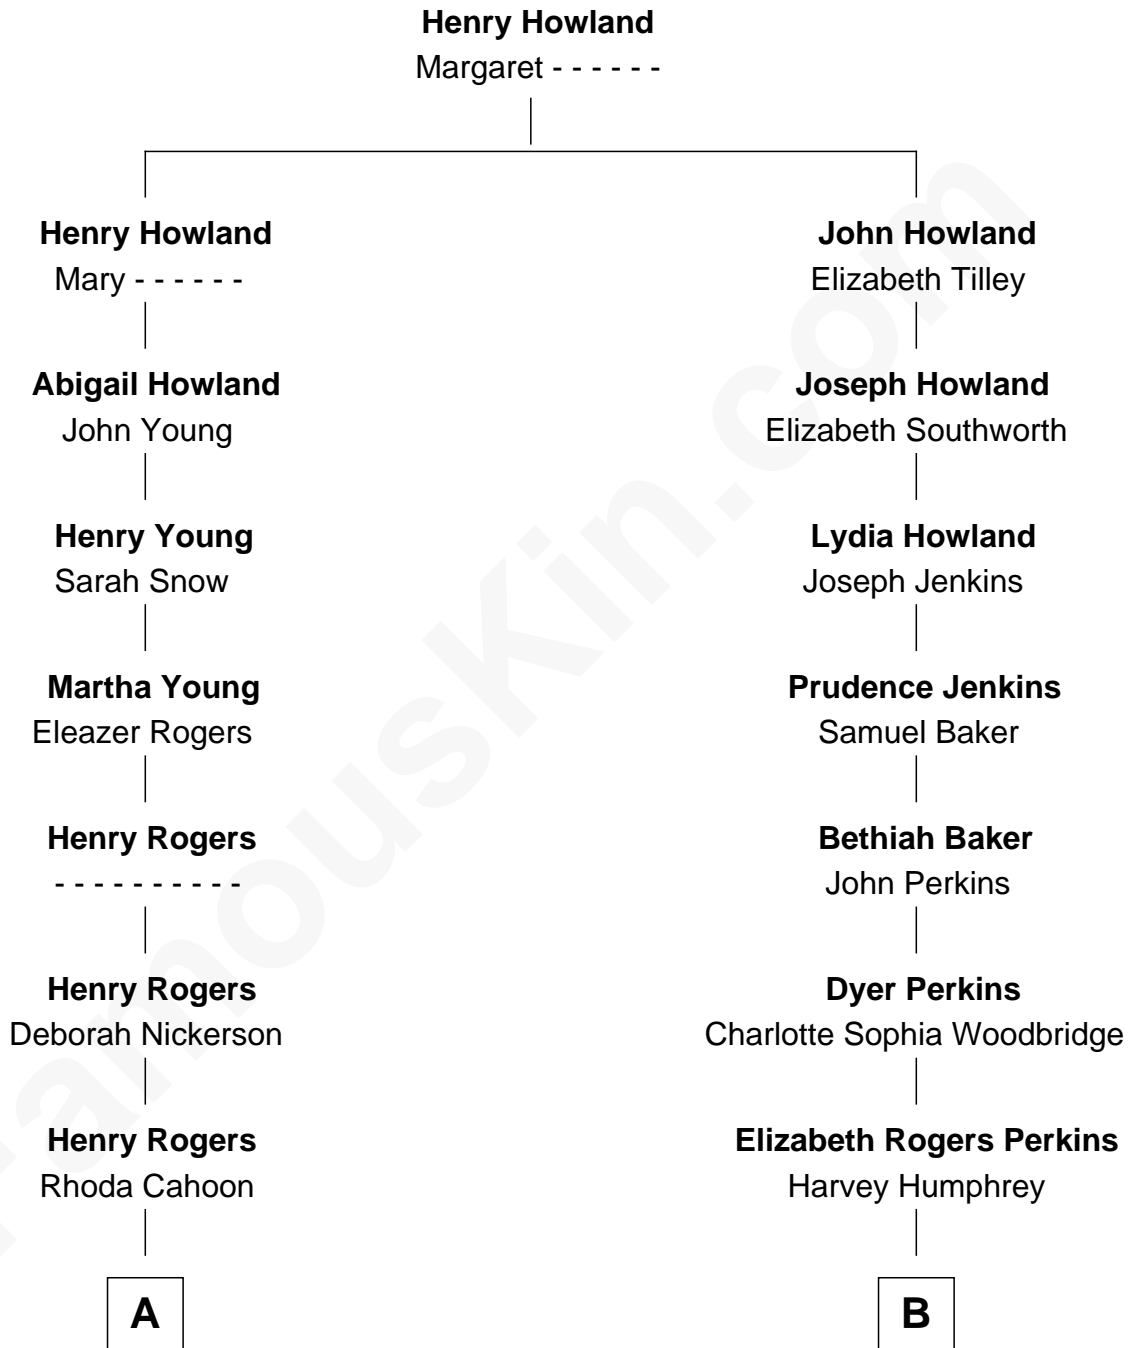 Henry Howland
Margaret - - - - - -
Henry Howland
Mary - - - - - -
John Howland
Elizabeth Tilley
Abigail Howland
John Young
Joseph Howland
Elizabeth Southworth
Henry Young
Sarah Snow
Lydia Howland
Joseph Jenkins
Martha Young
Eleazer Rogers
Prudence Jenkins
Samuel Baker
Henry Rogers
- - - - - - - - - -
Bethiah Baker
John Perkins
Henry Rogers
Deborah Nickerson
Dyer Perkins
Charlotte Sophia Woodbridge
Henry Rogers
Rhoda Cahoon
Elizabeth Rogers Perkins
Harvey Humphrey
A
B
FamousKin.com